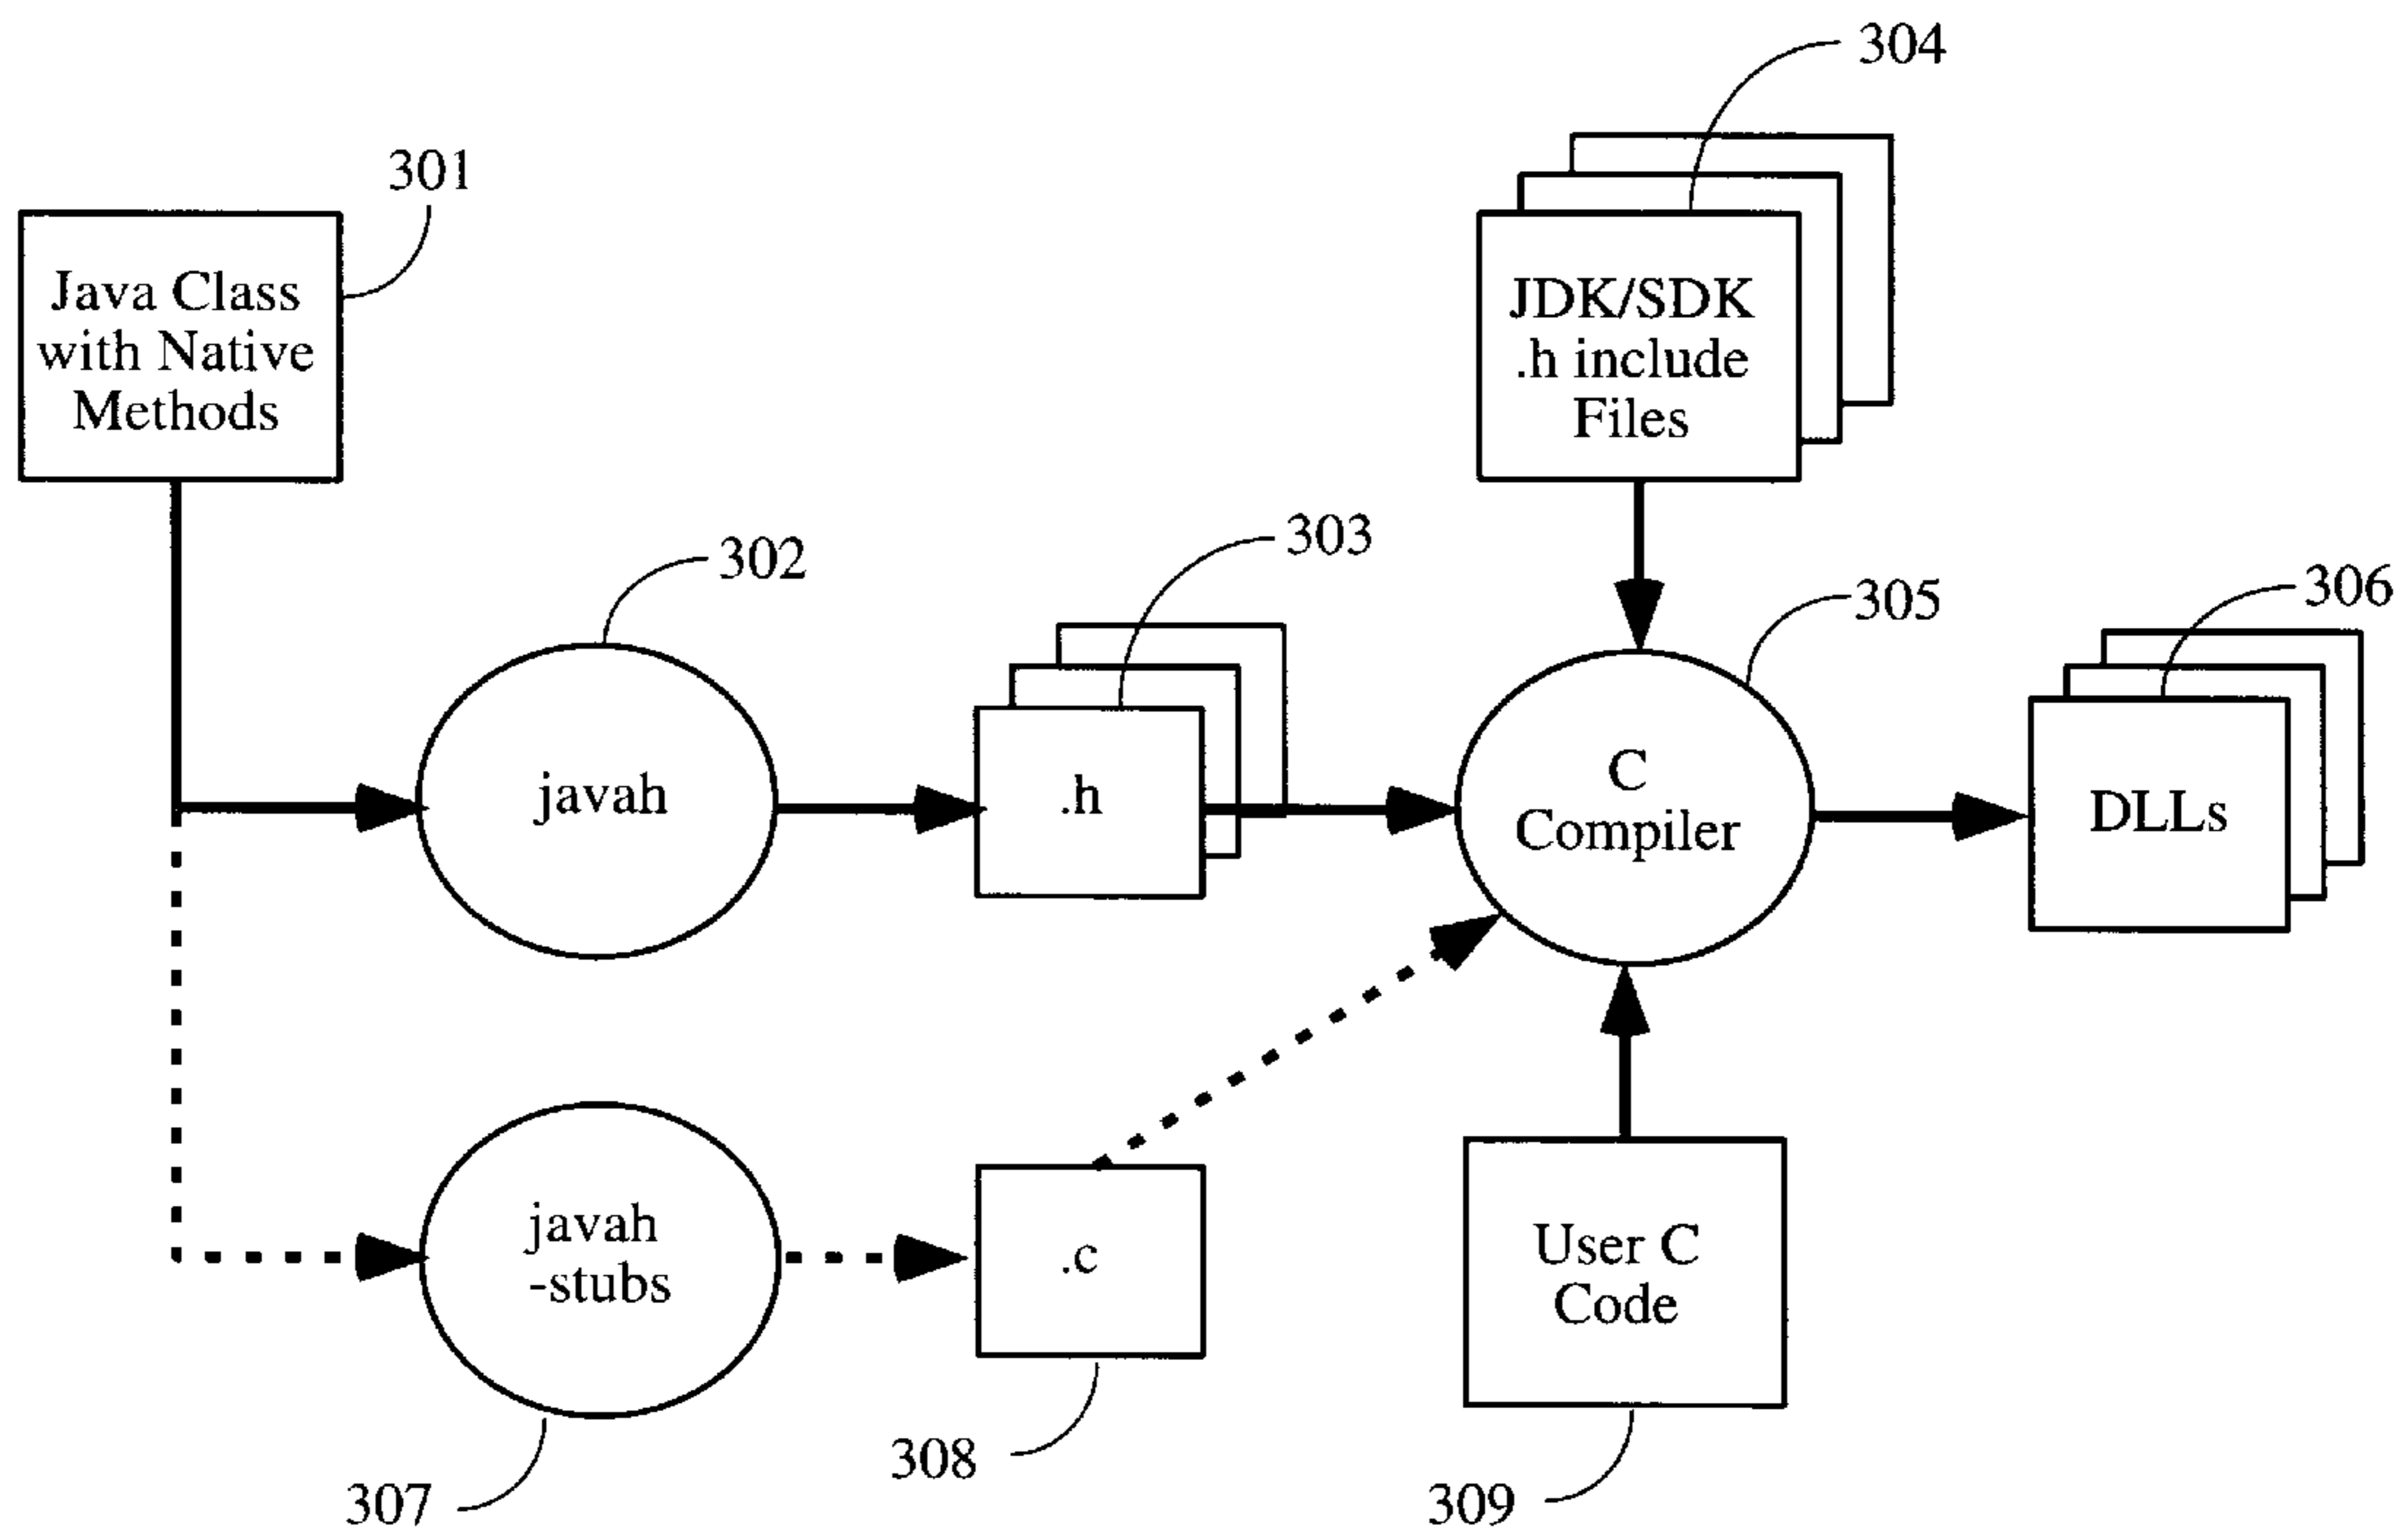 304
301
Java Class
with Native
Methods
JDK/SDK
.h include
Files
302
303
305
306
javah
.h
C
Compiler
DLLs
javah
-stubs
.c
User C
Code
308
307
309